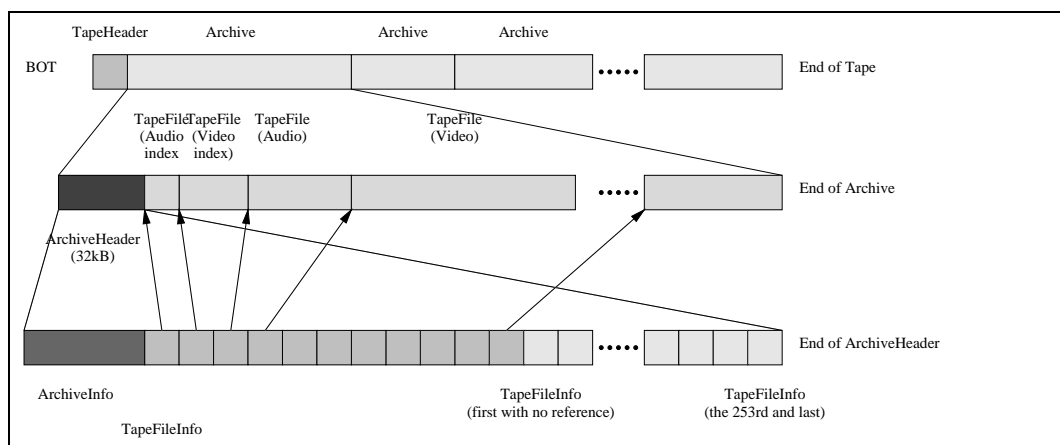 TapeHeader Archive Archive Archive
BOT End of Tape
TapeFile TapeFile TapeFile TapeFile
(Audio (Video (Audio) (Video)
index index)
End of Archive
ArchiveHeader
(32kB)
End of ArchiveHeader
ArchiveInfo TapeFileInfo TapeFileInfo
(first with no reference) (the 253rd and last)
TapeFileInfo